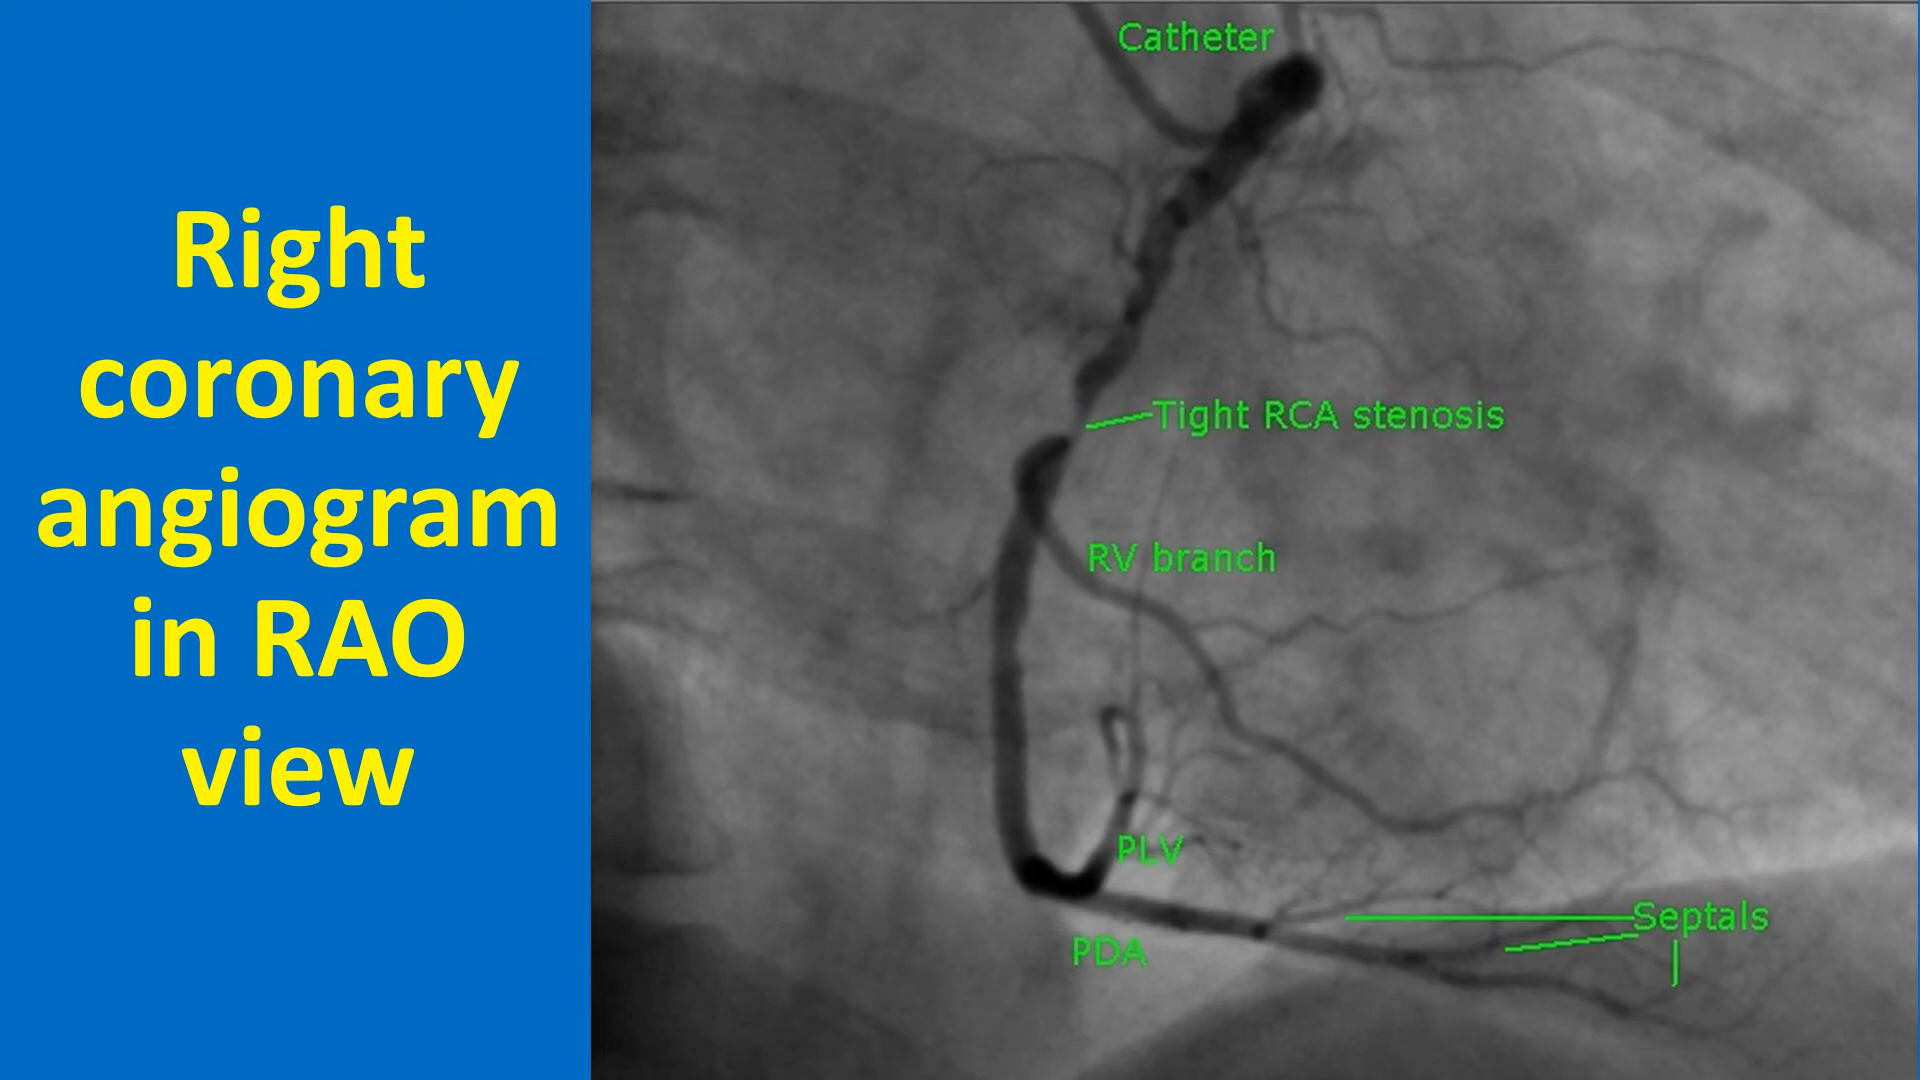 Right
coronary
angiogram
in RAO
view
Catheter
Tight RCA stenosis
RV branch
PLV
Septals
PDA